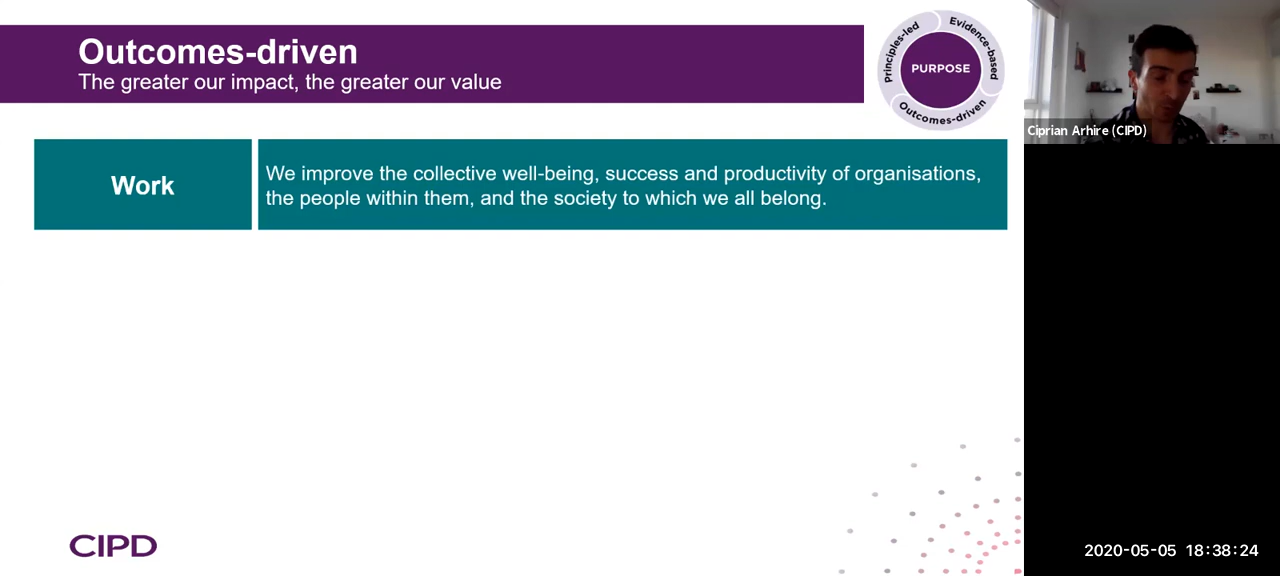 Outcomes-driven
The greater our impact, the greater our value
Principles-led
Evidence-based
PURPOSE
Outcomes-driven
Ciprian Arhire (CIPD)
Work
We improve the collective well-being, success and productivity of organisations,
the people within them, and the society to which we all belong.
CIPD
2020-05-05 18:38:24